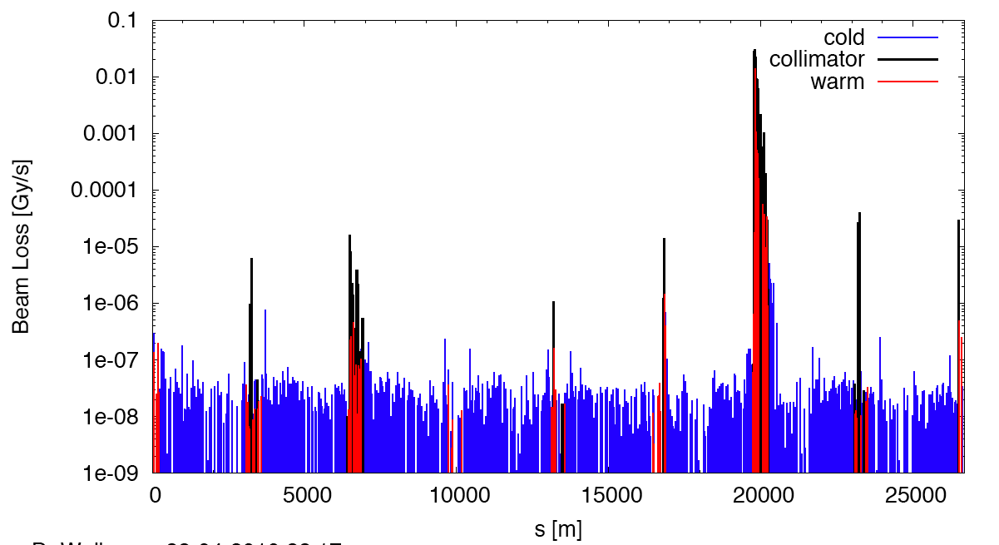 0.1
0.01
0.001
0.0001
1e-05
1e-06
1e-07
1e-08
1e-09
Beam Loss [Gy/s]
cold
collimator
warm
0 5000 10000 15000 20000 25000
s [m]